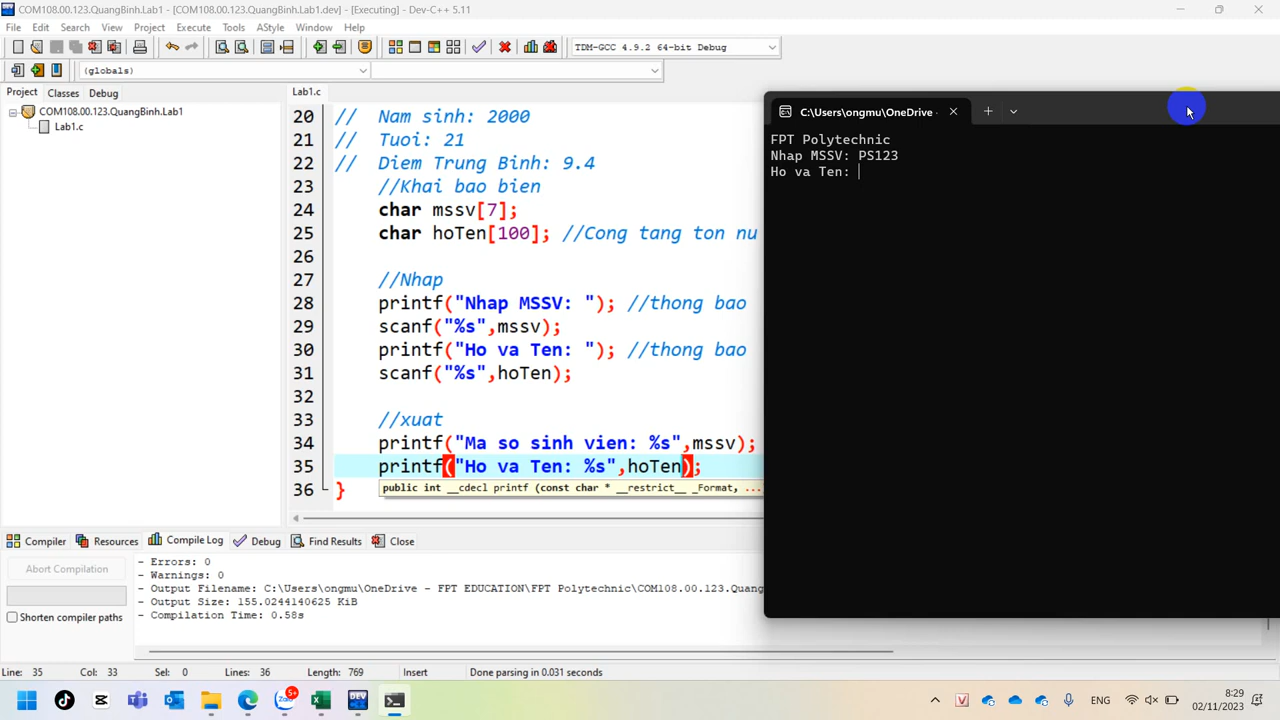 COM108.00.123.QuangBinh.Lab1 - [COM108.00.123.QuangBinh.Lab1.dev] - [Executing] - Dev-C++ 5.11
File Edit Search View Project Execute Tools AStyle Window Help
TDM-GCC 4.9.2 64-bit Debug
(globals)
Project Classes Debug
COM108.00.123.QuangBinh.Lab1
Lab1.c
Lab1.c
20 // Nam sinh: 2000
21 // Tuoi: 21
22 // Diem Trung Binh: 9.4
23 //Khai bao bien
24 char mssv[7];
25 char hoTen[100]; //Cong tang ton nu
26
27 //Nhap
28 printf("Nhap MSSV: "); //thong bao
29 scanf("%s",mssv);
30 printf("Ho va Ten: "); //thong bao
31 scanf("%s",hoTen);
32
33 //xuat
34 printf("Ma so sinh vien: %s",mssv);
35 printf("Ho va Ten: %s",hoTen);
36 }
public int __cdecl printf (const char * __restrict__ _Format, ...
C:\Users\ongmu\OneDrive
FPT Polytechnic
Nhap MSSV: PS123
Ho va Ten:
Compiler Resources Compile Log Debug Find Results Close
Abort Compilation
Shorten compiler paths
- Errors: 0
- Warnings: 0
- Output Filename: C:\Users\ongmu\OneDrive - FPT EDUCATION\FPT Polytechnic\COM108.00.123.Quang
- Output Size: 155.0244140625 KiB
- Compilation Time: 0.58s
Line: 35 Col: 33 Sel: 0 Lines: 36 Length: 769 Insert Done parsing in 0.031 seconds
DEV
5+
DEV
V
ENG
8:29
02/11/2023